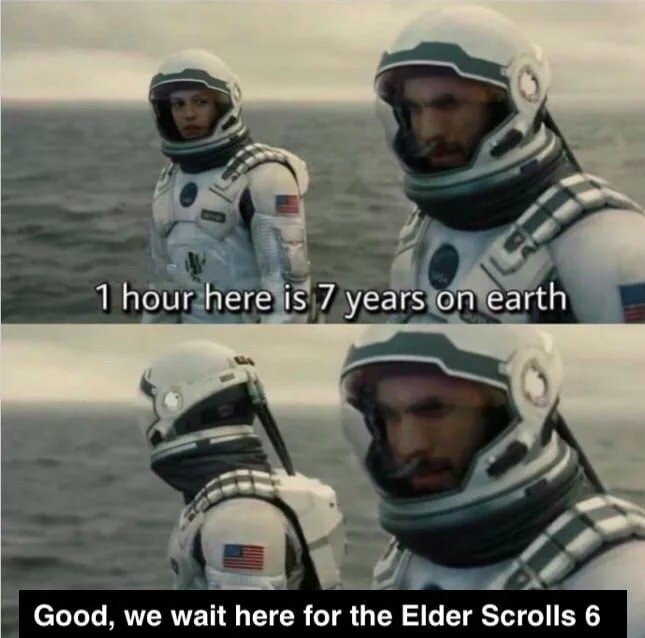 1 hour here is 7 years on earth
Good, we wait here for the Elder Scrolls 6